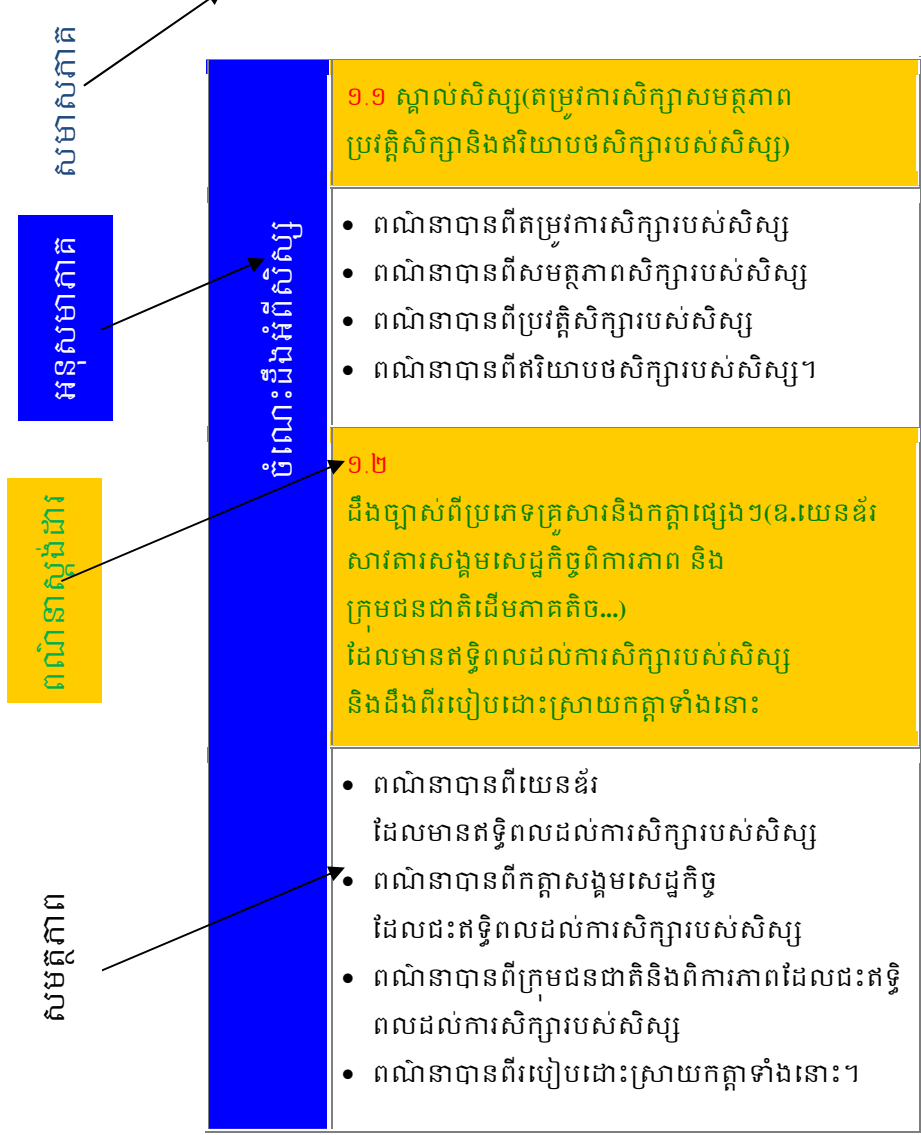 សមាសភាគ
អនុសមាភាគ
ពណ៌នាស្តង់ដារ
សមត្ថភាព
ចំណេះដឹងអំពីសិស្ស
១.១ ស្គាល់សិស្ស(តម្រូវការសិក្សាសមត្ថភាព
ប្រវត្តិសិក្សានិងឥរិយាបថសិក្សារបស់សិស្ស)
• ពណ៌នាបានពីតម្រូវការសិក្សារបស់សិស្ស
• ពណ៌នាបានពីសមត្ថភាពសិក្សារបស់សិស្ស
• ពណ៌នាបានពីប្រវត្តិសិក្សារបស់សិស្ស
• ពណ៌នាបានពីឥរិយាបថសិក្សារបស់សិស្ស។
១.២
ដឹងច្បាស់ពីប្រភេទគ្រួសារនិងកត្តាផ្សេងៗ(ឧ.យេនឌ័រ
សាវតារសង្គមសេដ្ឋកិច្ចពិការភាព និង
ក្រុមជនជាតិដើមភាគតិច...)
ដែលមានឥទ្ធិពលដល់ការសិក្សារបស់សិស្ស
និងដឹងពីរបៀបដោះស្រាយកត្តាទាំងនោះ
• ពណ៌នាបានពីយេនឌ័រ
ដែលមានឥទ្ធិពលដល់ការសិក្សារបស់សិស្ស
• ពណ៌នាបានពីកត្តាសង្គមសេដ្ឋកិច្ច
ដែលជះឥទ្ធិពលដល់ការសិក្សារបស់សិស្ស
• ពណ៌នាបានពីក្រុមជនជាតិនិងពិការភាពដែលជះឥទ្ធិ
ពលដល់ការសិក្សារបស់សិស្ស
• ពណ៌នាបានពីរបៀបដោះស្រាយកត្តាទាំងនោះ។